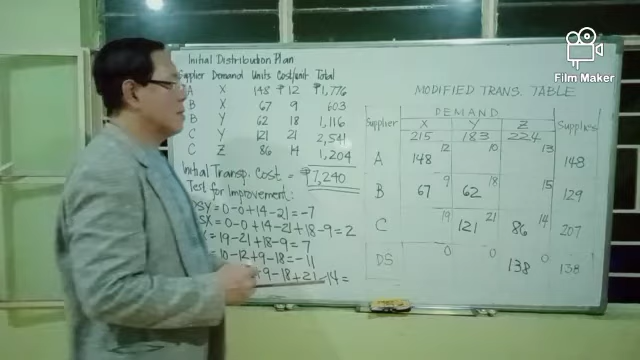 Film Maker
Initial Distribution Plan
Supplier Demand Units Cost/unit Total
A X 148 ₱12 ₱1,776
B X 67 9 603
B Y 62 18 1,116
C Y 121 21 2,541
C Z 86 14 1,204
Initial Transp. Cost = ₱7,240
Test for Improvement:
DSY = 0-0+14-21 = -7
DSX = 0-0+14-21+18-9 = 2
= 19-21+18-9 = 7
= 10-12+9-18 = -11
+9-18+21-14 =
MODIFIED TRANS. TABLE
DEMAND
Supplier X Y Z Supplies
215 183 224
A 148 12 10 13 148
B 67 9 62 18 15 129
C 19 121 21 86 14 207
DS 0 0 138 0 138